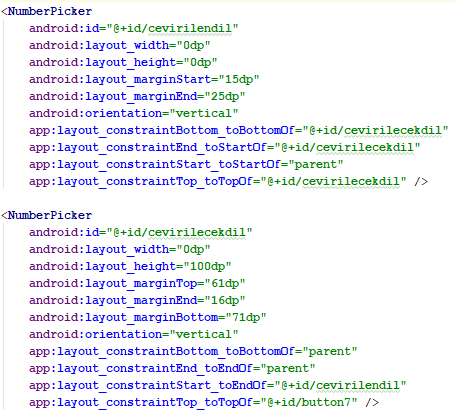 <NumberPicker
android:id="@+id/cevirilendil"
android:layout_width="0dp"
android:layout_height="0dp"
android:layout_marginStart="15dp"
android:layout_marginEnd="25dp"
android:orientation="vertical"
app:layout_constraintBottom_toBottomOf="@+id/cevirilecekdil"
app:layout_constraintEnd_toStartOf="@+id/cevirilecekdil"
app:layout_constraintStart_toStartOf="parent"
app:layout_constraintTop_toTopOf="@+id/cevirilecekdil" />
<NumberPicker
android:id="@+id/cevirilecekdil"
android:layout_width="0dp"
android:layout_height="100dp"
android:layout_marginTop="61dp"
android:layout_marginEnd="16dp"
android:layout_marginBottom="71dp"
android:orientation="vertical"
app:layout_constraintBottom_toBottomOf="parent"
app:layout_constraintEnd_toEndOf="parent"
app:layout_constraintStart_toEndOf="@+id/cevirilendil"
app:layout_constraintTop_toTopOf="@+id/button7" />